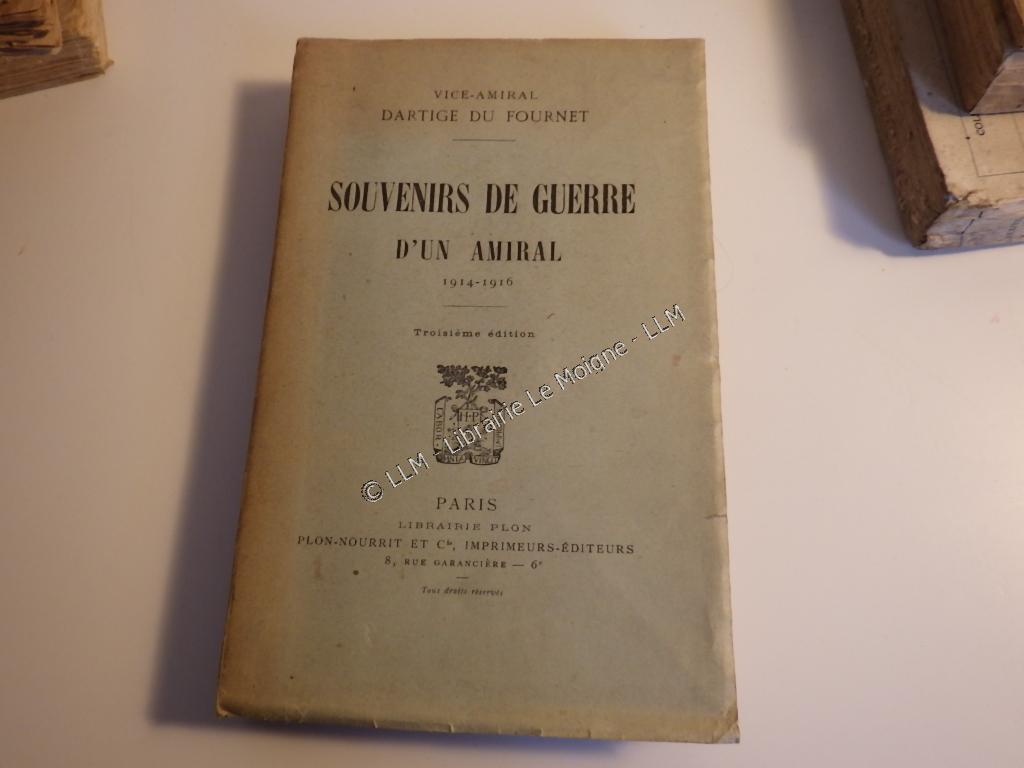 VICE-AMIRAL
DARTIGE DU FOURNET
SOUVENIRS DE GUERRE
D'UN AMIRAL
1914-1916
Troisième édition
H·P
LABOR
© LLM - Librairie Le Moigne - LLM
PARIS
LIBRAIRIE PLON
PLON-NOURRIT ET Cie, IMPRIMEURS-ÉDITEURS
8, RUE GARANCIÈRE — 6e
Tous droits réservés